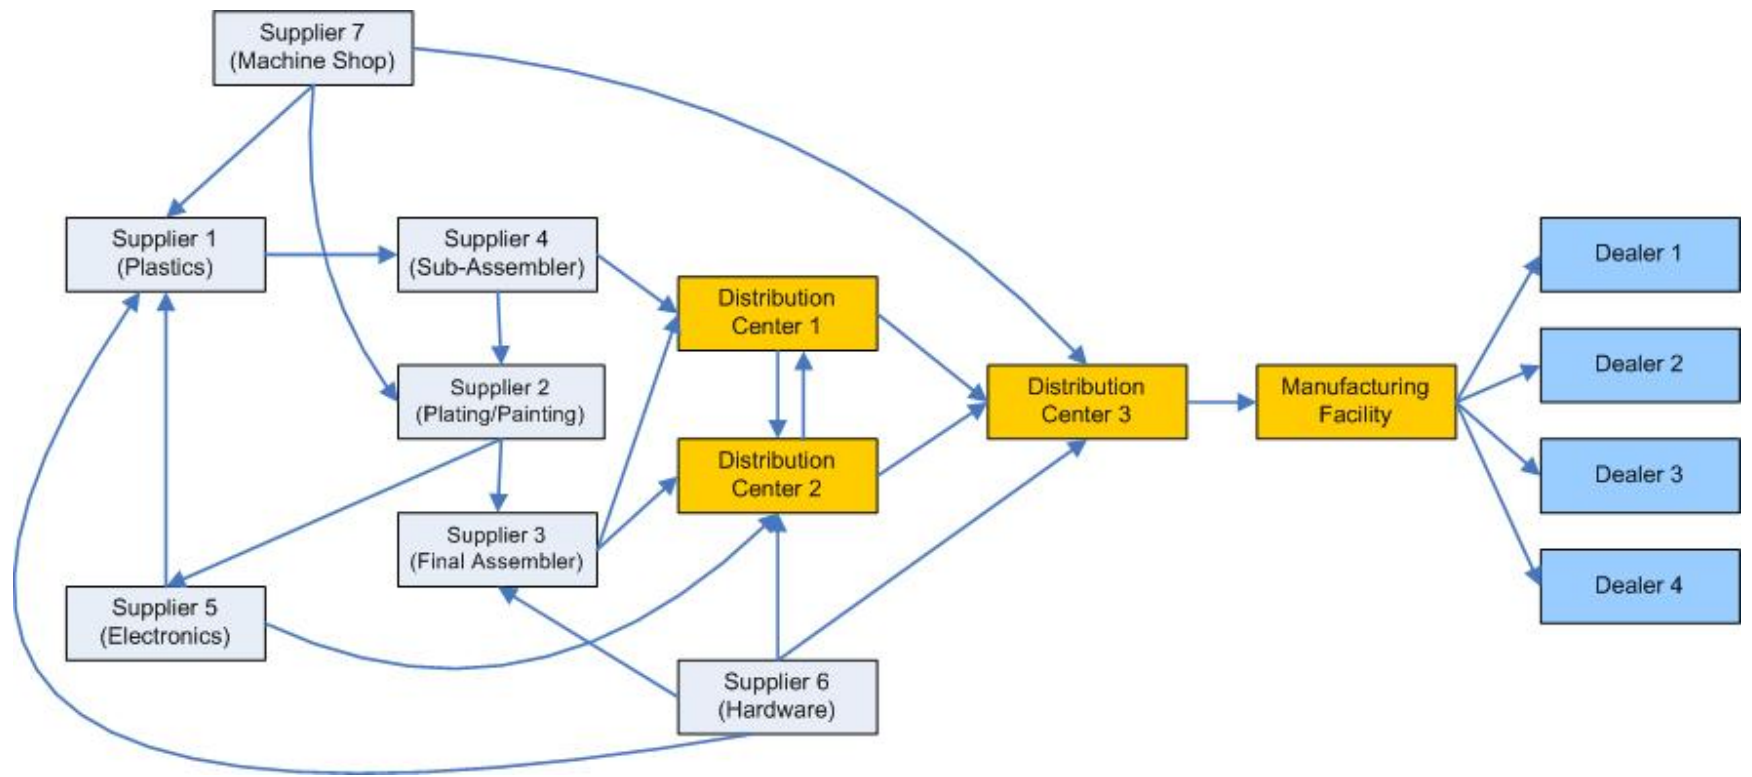 Supplier 7
(Machine Shop)
Supplier 1
(Plastics)
Supplier 4
(Sub-Assembler)
Dealer 1
Distribution
Center 1
Dealer 2
Supplier 2
(Plating/Painting)
Distribution
Center 3
Manufacturing
Facility
Distribution
Center 2
Dealer 3
Supplier 3
(Final Assembler)
Dealer 4
Supplier 5
(Electronics)
Supplier 6
(Hardware)